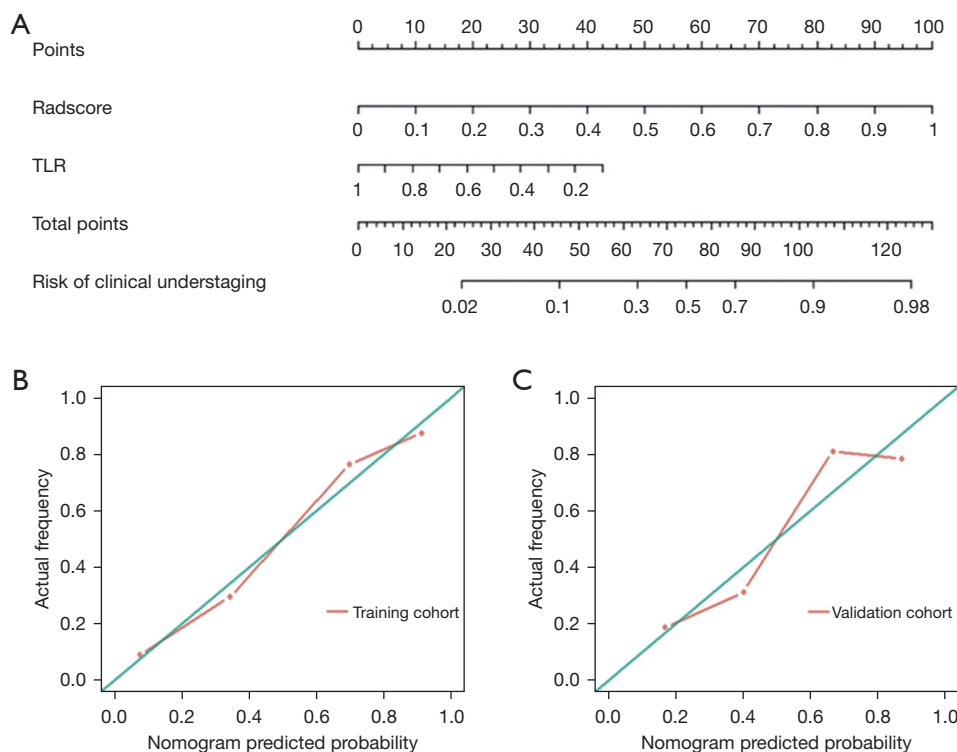 A
0 10 20 30 40 50 60 70 80 90 100
Points
Radscore
0 0.1 0.2 0.3 0.4 0.5 0.6 0.7 0.8 0.9 1
TLR
1 0.8 0.6 0.4 0.2
Total points
0 10 20 30 40 50 60 70 80 90 100 120
Risk of clinical understaging
0.02 0.1 0.3 0.5 0.7 0.9 0.98
B
1.0
0.8
0.6
0.4
0.2
0.0
Actual frequency
Training cohort
0.0 0.2 0.4 0.6 0.8 1.0
Nomogram predicted probability
C
1.0
0.8
0.6
0.4
0.2
0.0
Actual frequency
Validation cohort
0.0 0.2 0.4 0.6 0.8 1.0
Nomogram predicted probability